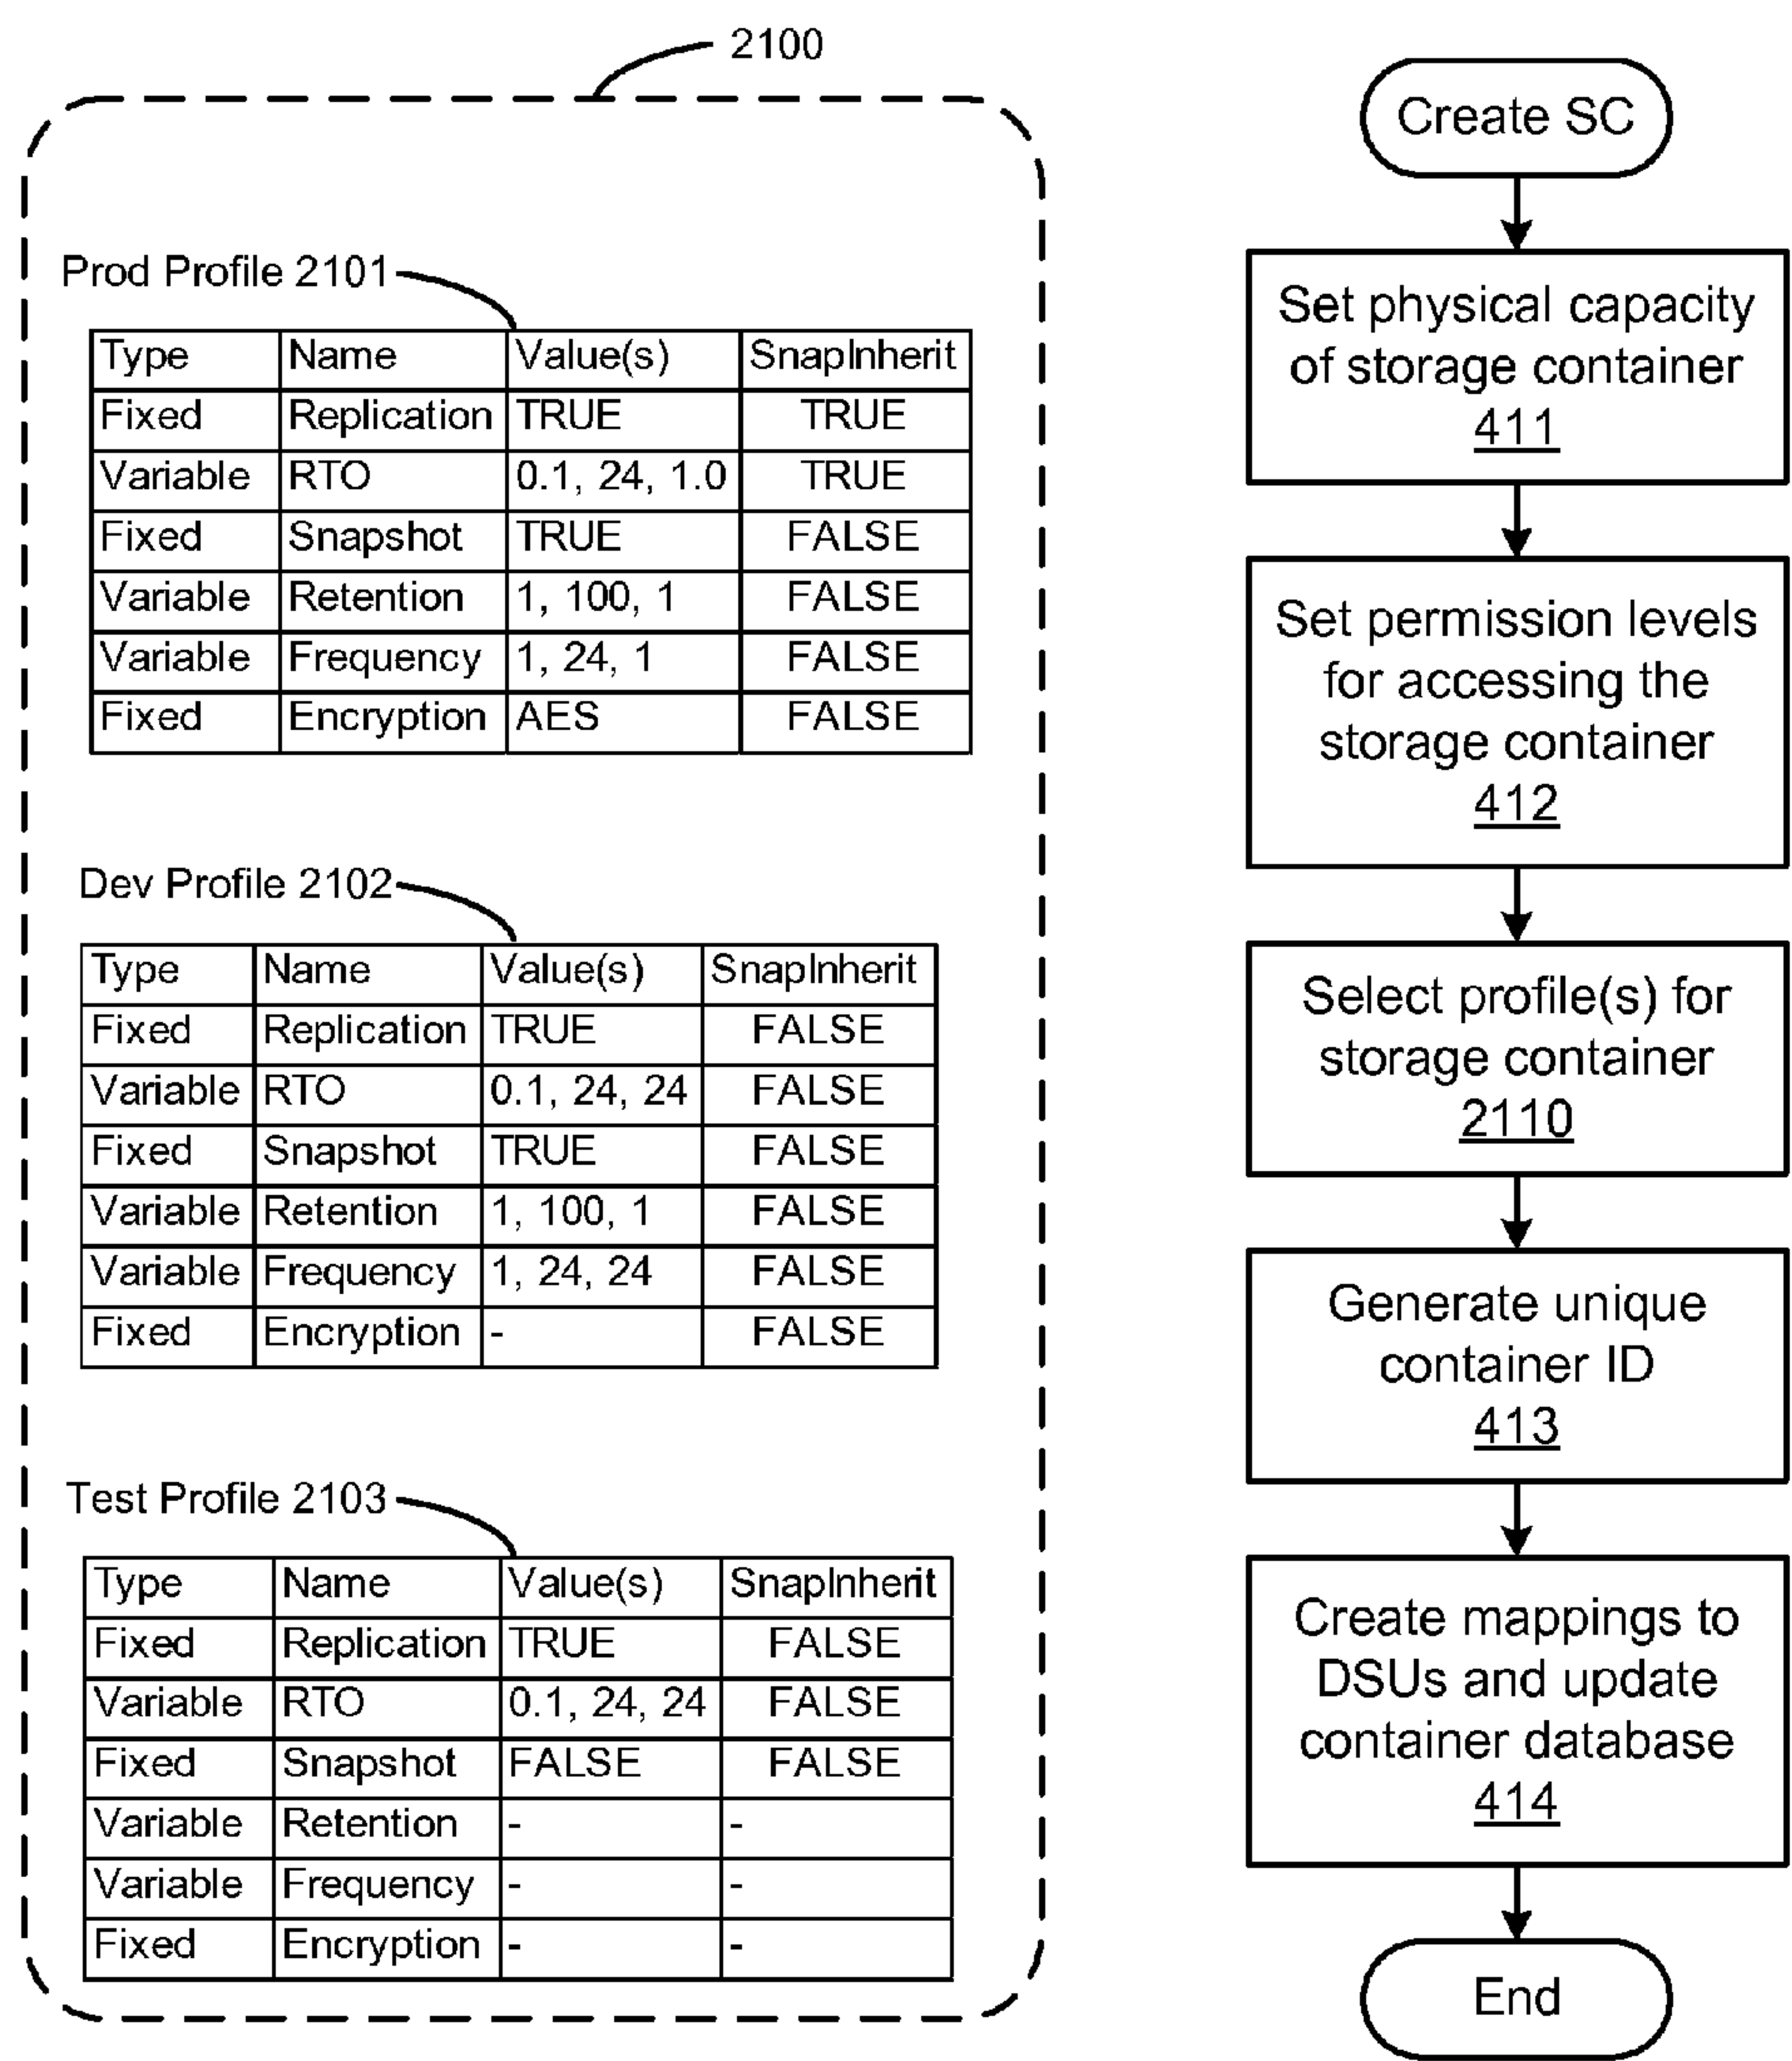 2100
Prod Profile 2101
Type Name Value(s) SnapInherit
Fixed Replication TRUE TRUE
Variable RTO 0.1, 24, 1.0 TRUE
Fixed Snapshot TRUE FALSE
Variable Retention 1, 100, 1 FALSE
Variable Frequency 1, 24, 1 FALSE
Fixed Encryption AES FALSE
Dev Profile 2102
Type Name Value(s) SnapInherit
Fixed Replication TRUE FALSE
Variable RTO 0.1, 24, 24 FALSE
Fixed Snapshot TRUE FALSE
Variable Retention 1, 100, 1 FALSE
Variable Frequency 1, 24, 24 FALSE
Fixed Encryption - FALSE
Test Profile 2103
Type Name Value(s) SnapInherit
Fixed Replication TRUE FALSE
Variable RTO 0.1, 24, 24 FALSE
Fixed Snapshot FALSE FALSE
Variable Retention - -
Variable Frequency - -
Fixed Encryption - -
Create SC
Set physical capacity
of storage container
411
Set permission levels
for accessing the
storage container
412
Select profile(s) for
storage container
2110
Generate unique
container ID
413
Create mappings to
DSUs and update
container database
414
End